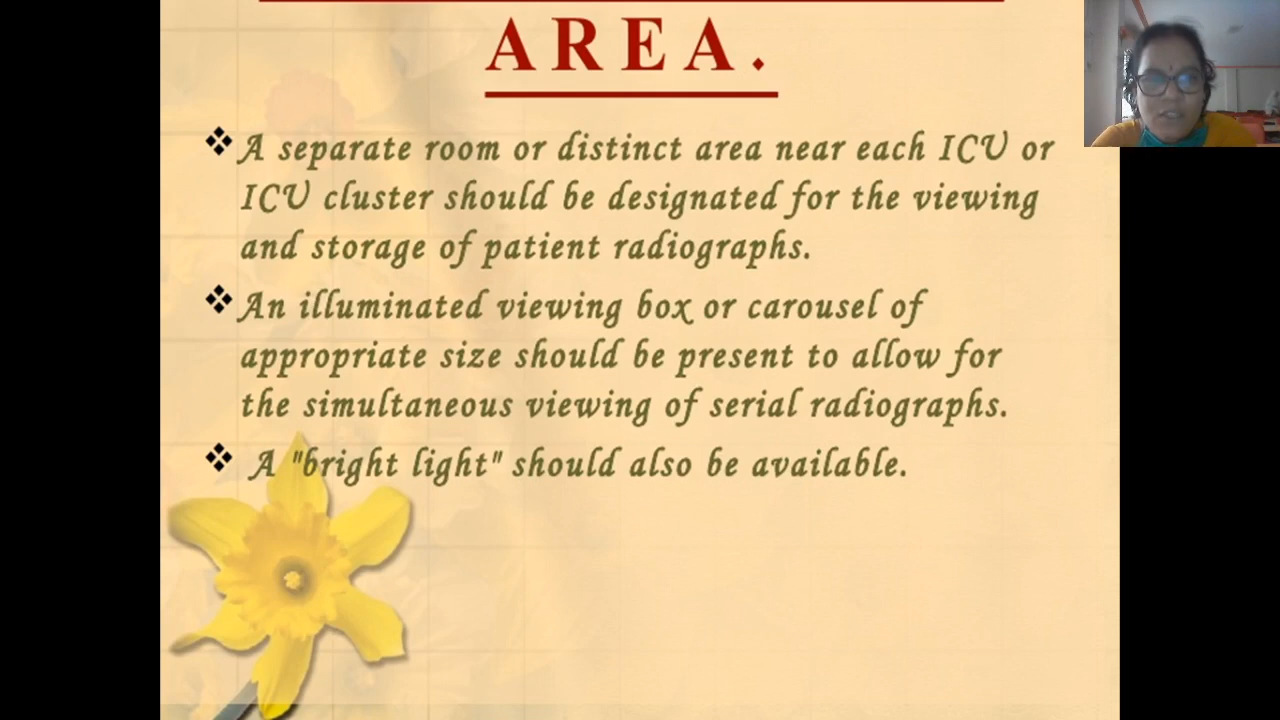 AREA.
❖ A separate room or distinct area near each ICU or
ICU cluster should be designated for the viewing
and storage of patient radiographs.
❖ An illuminated viewing box or carousel of
appropriate size should be present to allow for
the simultaneous viewing of serial radiographs.
❖ A "bright light" should also be available.